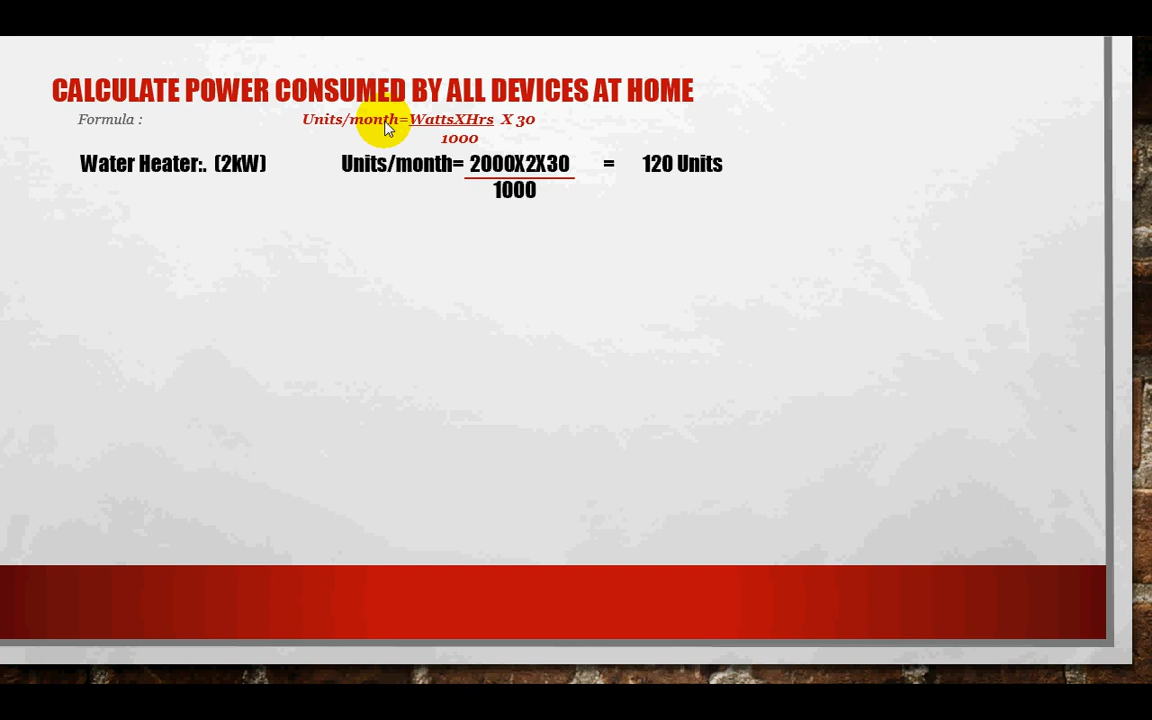 CALCULATE POWER CONSUMED BY ALL DEVICES AT HOME
Formula : Units/month=WattsXHrs X 30
1000
Water Heater:. (2kW) Units/month= 2000X2X30 = 120 Units
1000